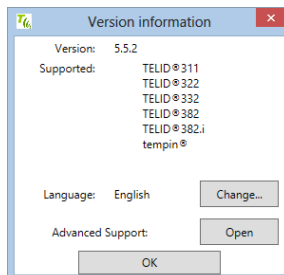 Version information
Version: 5.5.2
Supported: TELID®311
TELID®322
TELID®332
TELID®382
TELID®382.i
tempin®
Language: English Change...
Advanced Support: Open
OK